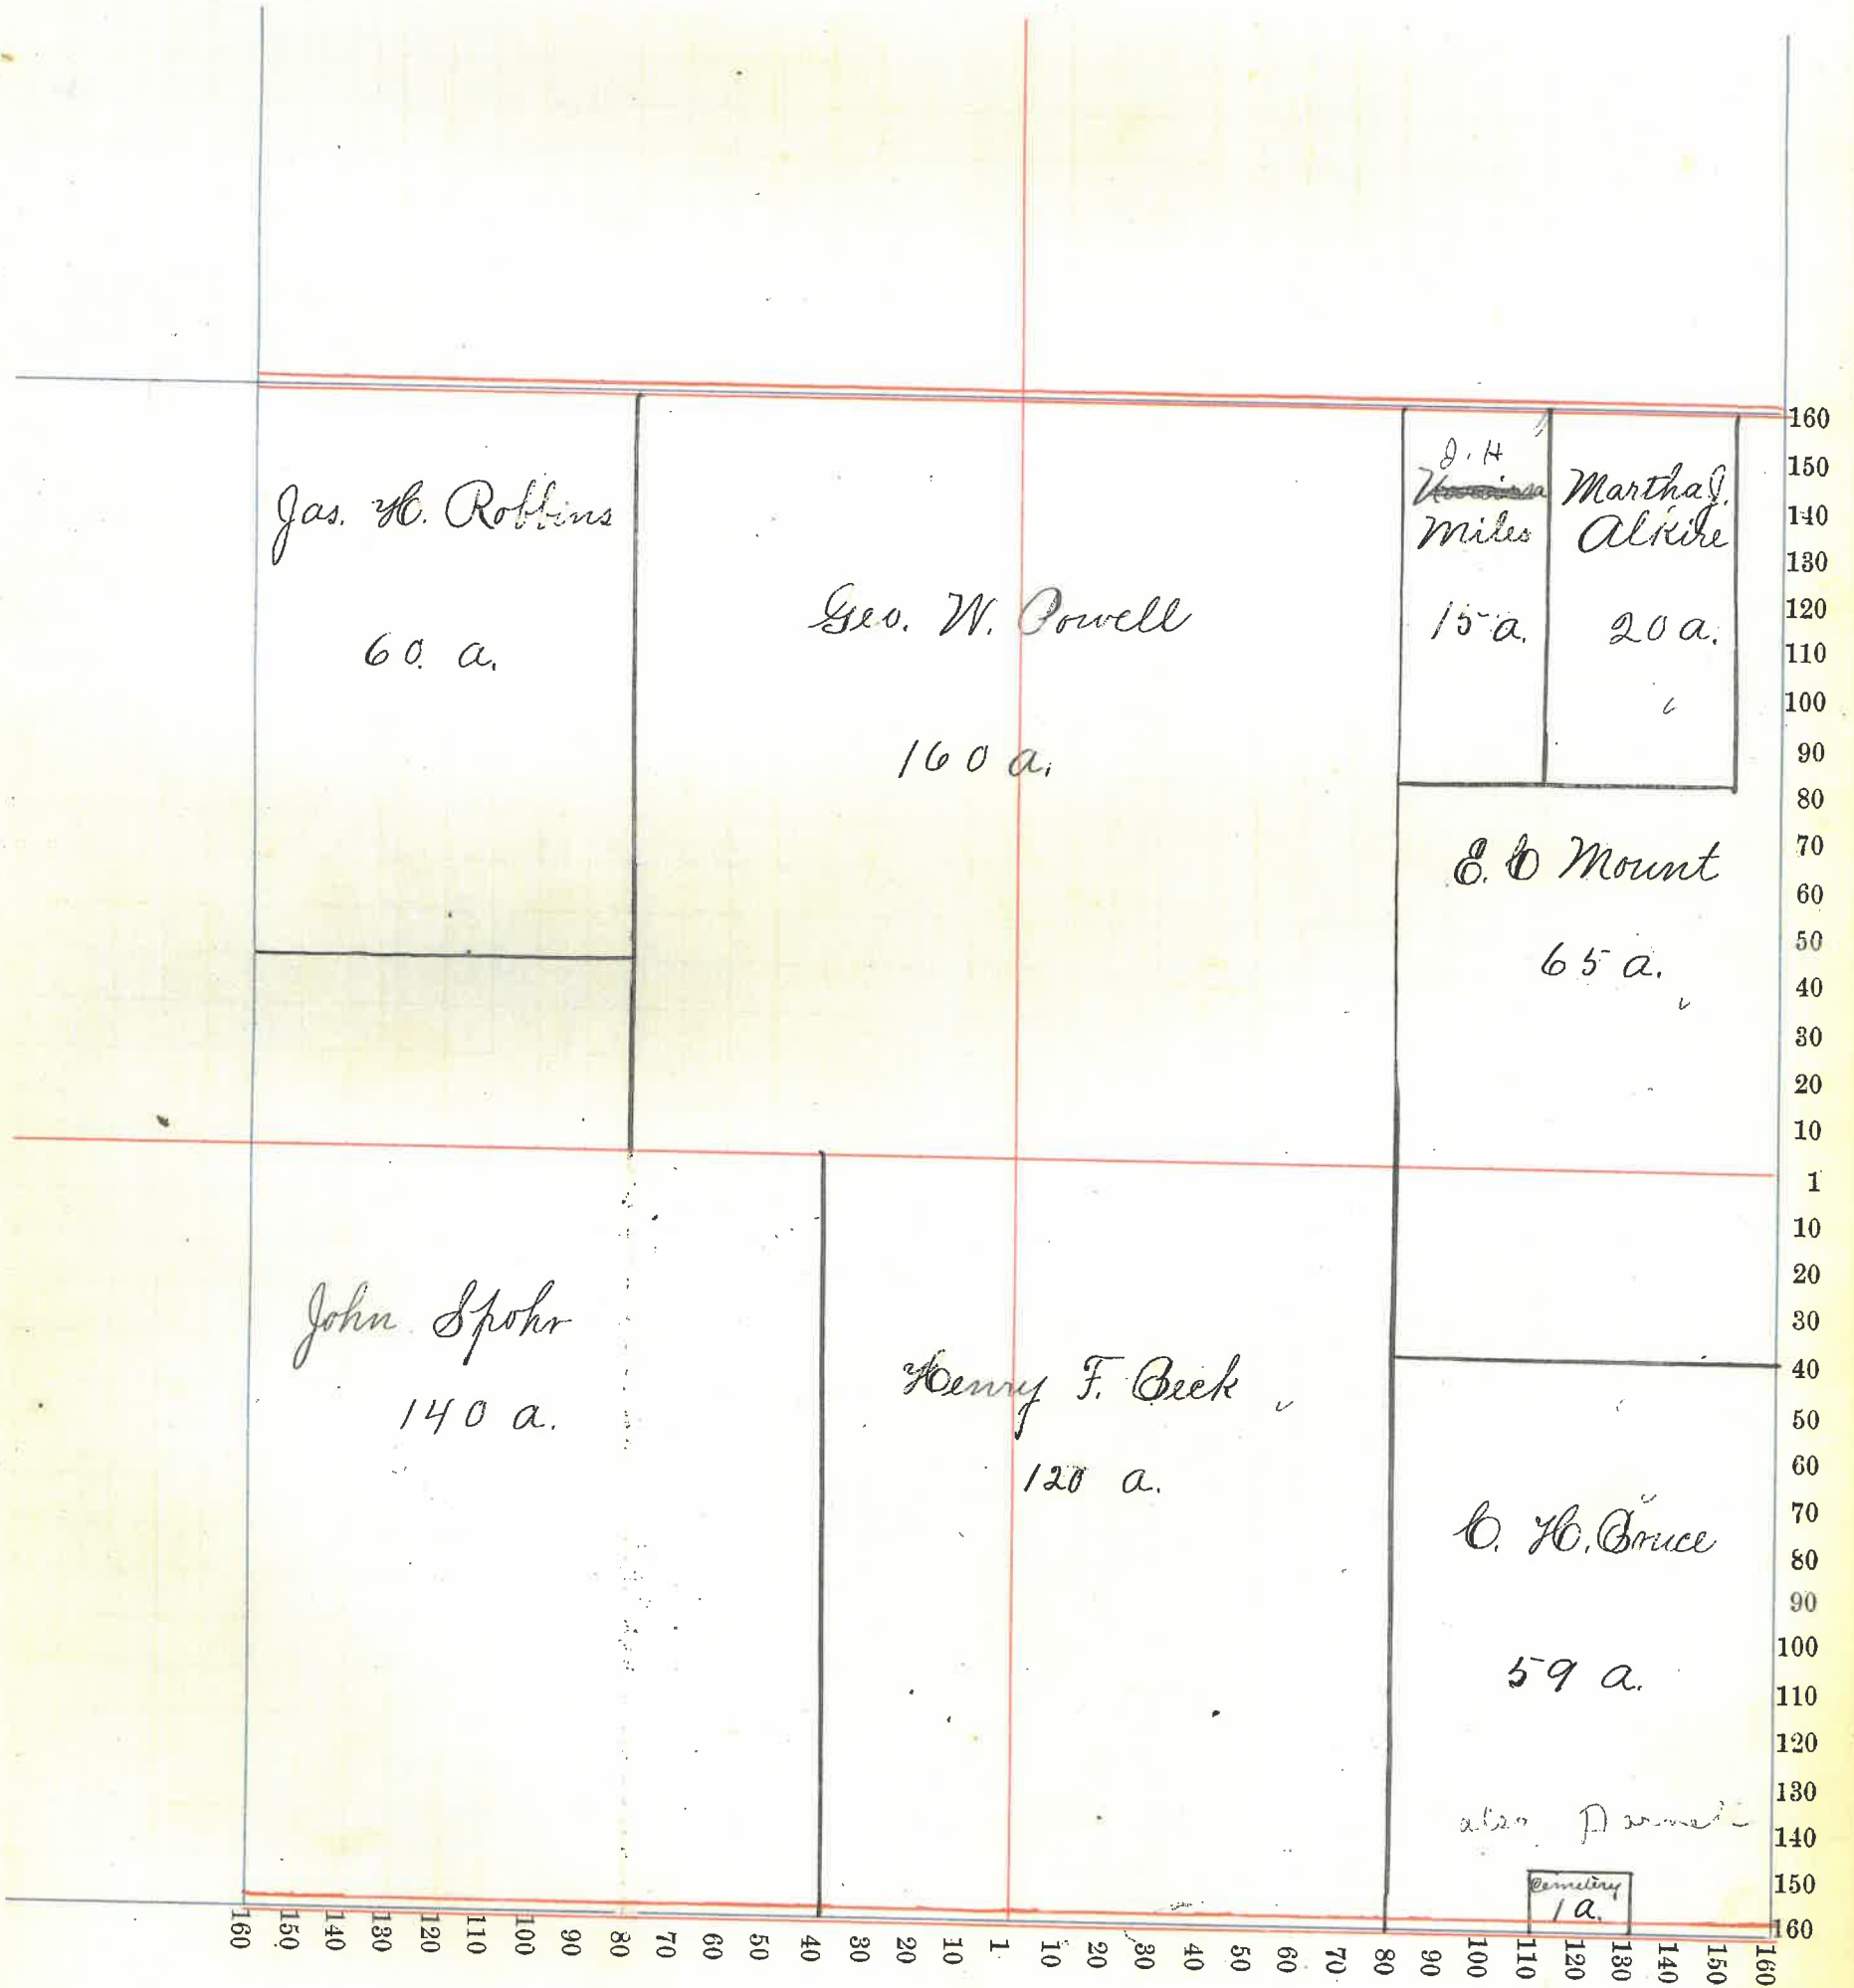 Jas. H. Robbins
60 a.
Geo. W. Powell
160 a.
J. H
Miles
15 a.
Martha J.
Alkire
20 a.
E. C Mount
65 a.
John Spohr
140 a.
Henry F. Beck
120 a.
C. H. Bruce
59 a.
also
Cemetery
1 a.
160
150
140
130
120
110
100
90
80
70
60
50
40
30
20
10
1
10
20
30
40
50
60
70
80
90
100
110
120
130
140
150
160
160 150 140 130 120 110 100 90 80 70 60 50 40 30 20 10 1 10 20 30 40 50 60 70 80 90 100 110 120 130 140 150 160